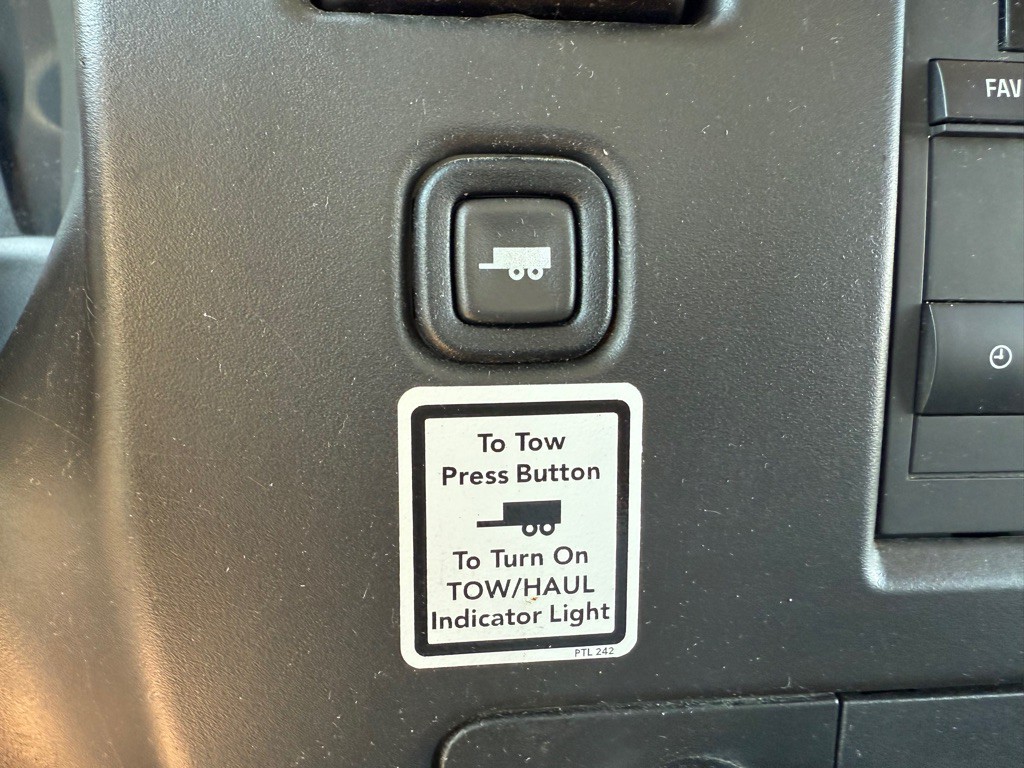 FAV
To Tow
Press Button
To Turn On
TOW/HAUL
Indicator Light
PTL 242